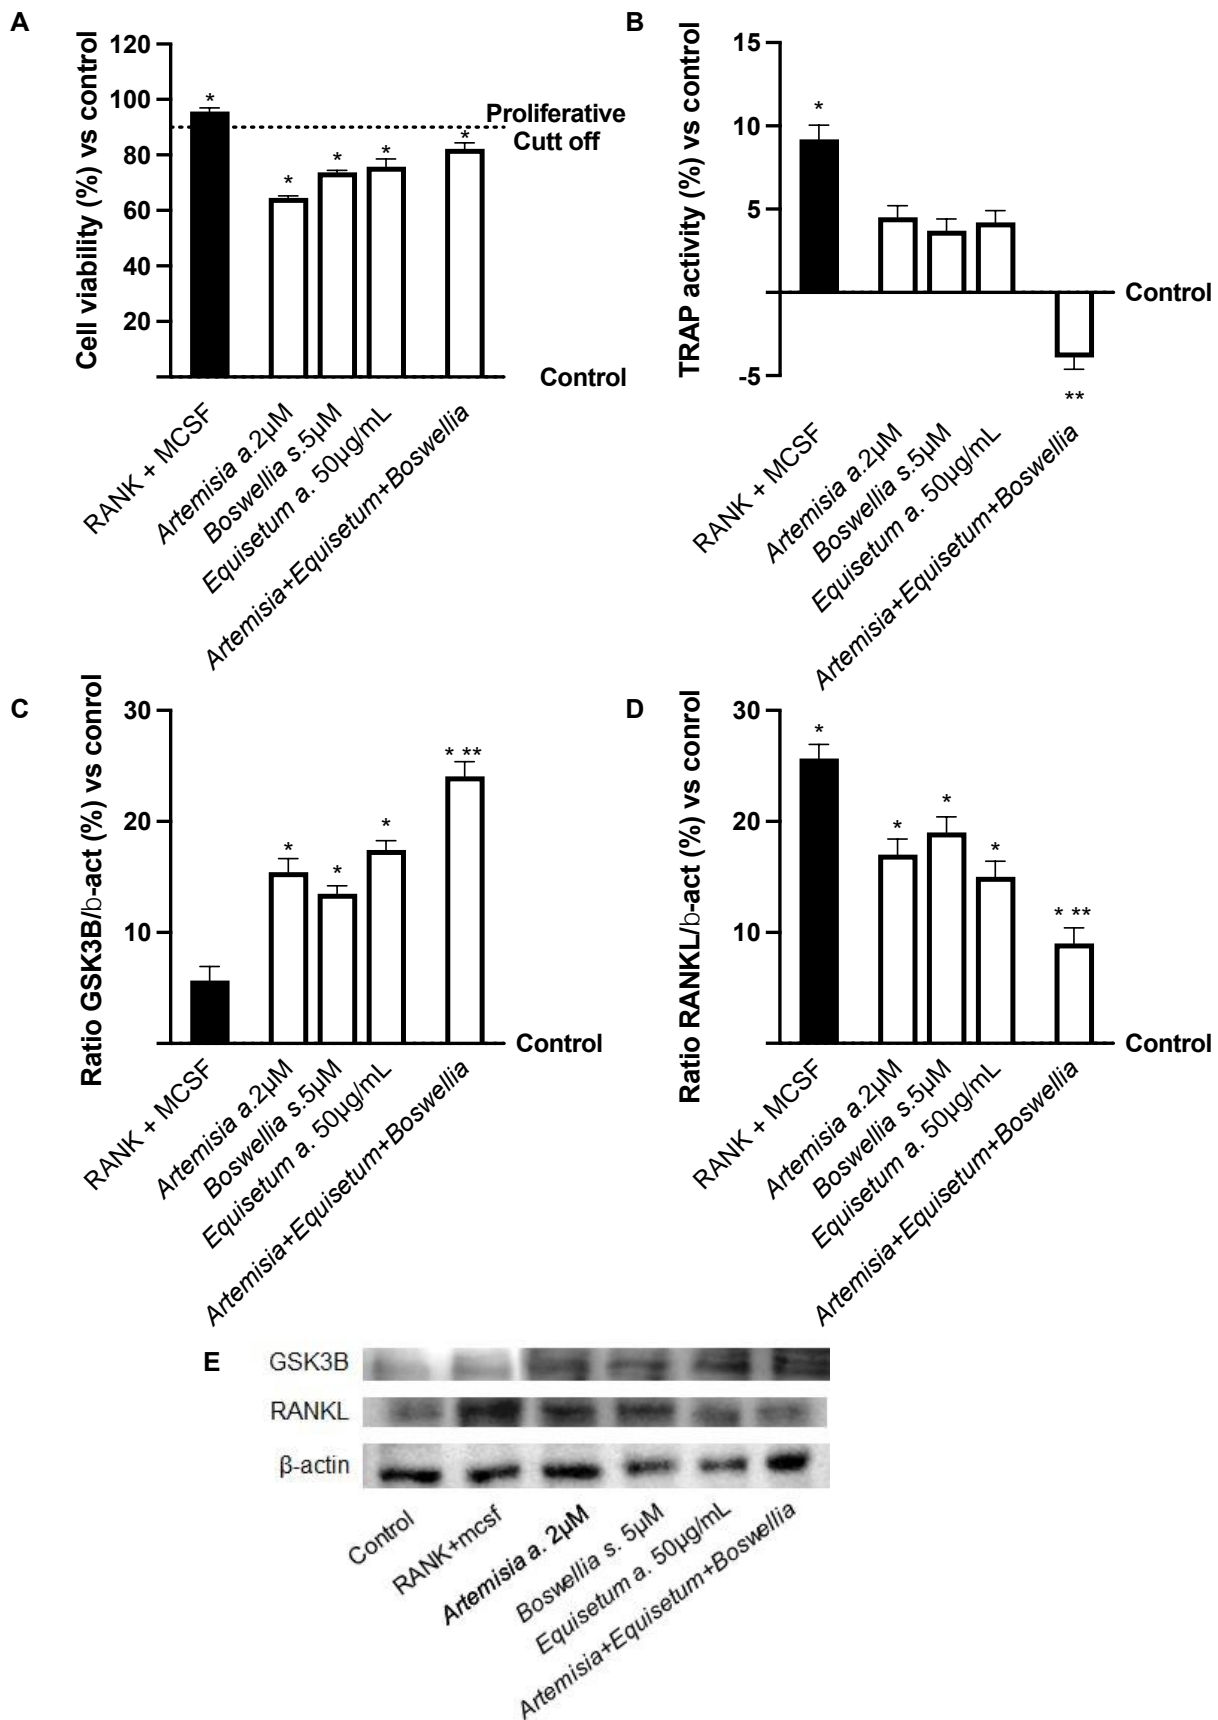 A
Cell viability (%) vs control
120
100
80
60
40
20
*
*
*
*
*
Proliferative
Cutt off
Control
RANK + MCSF
Artemisia a.2µM
Boswellia s.5µM
Equisetum a. 50µg/mL
Artemisia+Equisetum+Boswellia
B
TRAP activity (%) vs control
15
10
5
-5
*
**
Control
RANK + MCSF
Artemisia a.2µM
Boswellia s.5µM
Equisetum a. 50µg/mL
Artemisia+Equisetum+Boswellia
C
Ratio GSK3B/b-act (%) vs conrol
30
20
10
*
*
*
* **
Control
RANK + MCSF
Artemisia a.2µM
Boswellia s.5µM
Equisetum a. 50µg/mL
Artemisia+Equisetum+Boswellia
D
Ratio RANKL/b-act (%) vs conrol
30
20
10
*
*
*
*
* **
Control
RANK + MCSF
Artemisia a.2µM
Boswellia s.5µM
Equisetum a. 50µg/mL
Artemisia+Equisetum+Boswellia
E
GSK3B
RANKL
β-actin
Control
RANK+mcsf
Artemisia a. 2µM
Boswellia s. 5µM
Equisetum a. 50µg/mL
Artemisia+Equisetum+Boswellia